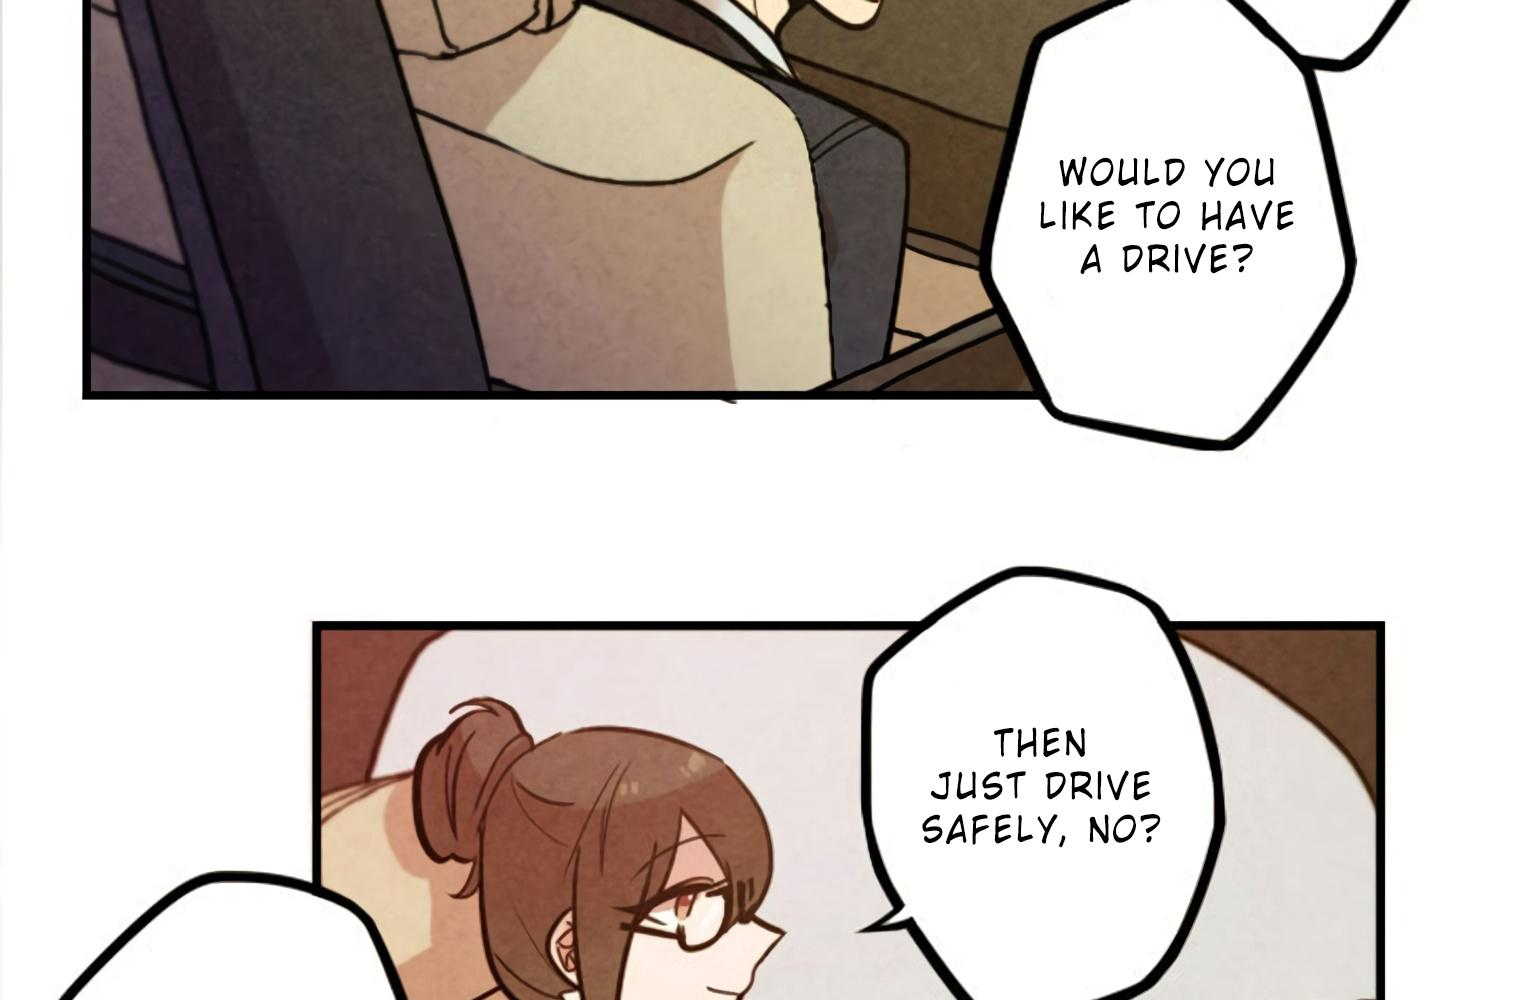 WOULD YOU
LIKE TO HAVE
A DRIVE?
THEN
JUST DRIVE
SAFELY, NO?